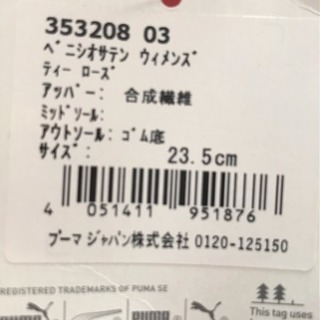 353208 03
ﾍﾞﾆｼｵｻﾃﾝ ｳｨﾒﾝｽﾞ
ﾃｨｰ ﾛｰｽﾞ
ｱｯﾊﾟｰ: 合成繊維
ﾐｯﾄﾞｿｰﾙ:
ｱｳﾄｿｰﾙ: ｺﾞﾑ底
ｻｲｽﾞ: 23.5cm
4 051411 951876
ﾌﾟｰﾏ ｼﾞｬﾊﾟﾝ株式会社 0120-125150
REGISTERED TRADEMARKS OF PUMA SE
PUMA PUMA
This tag uses